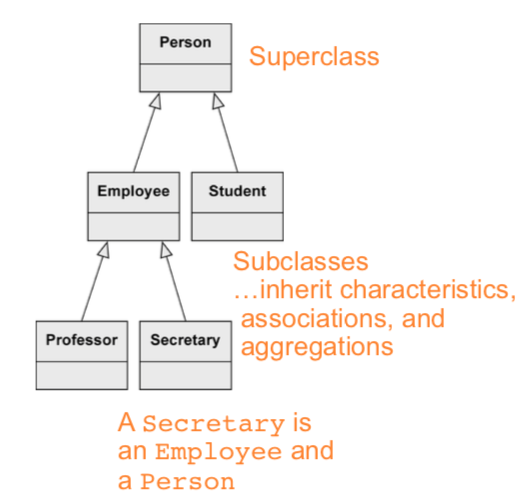 Person
Superclass
Employee
Student
Subclasses
...inherit characteristics,
associations, and
aggregations
Professor
Secretary
A Secretary is
an Employee and
a Person